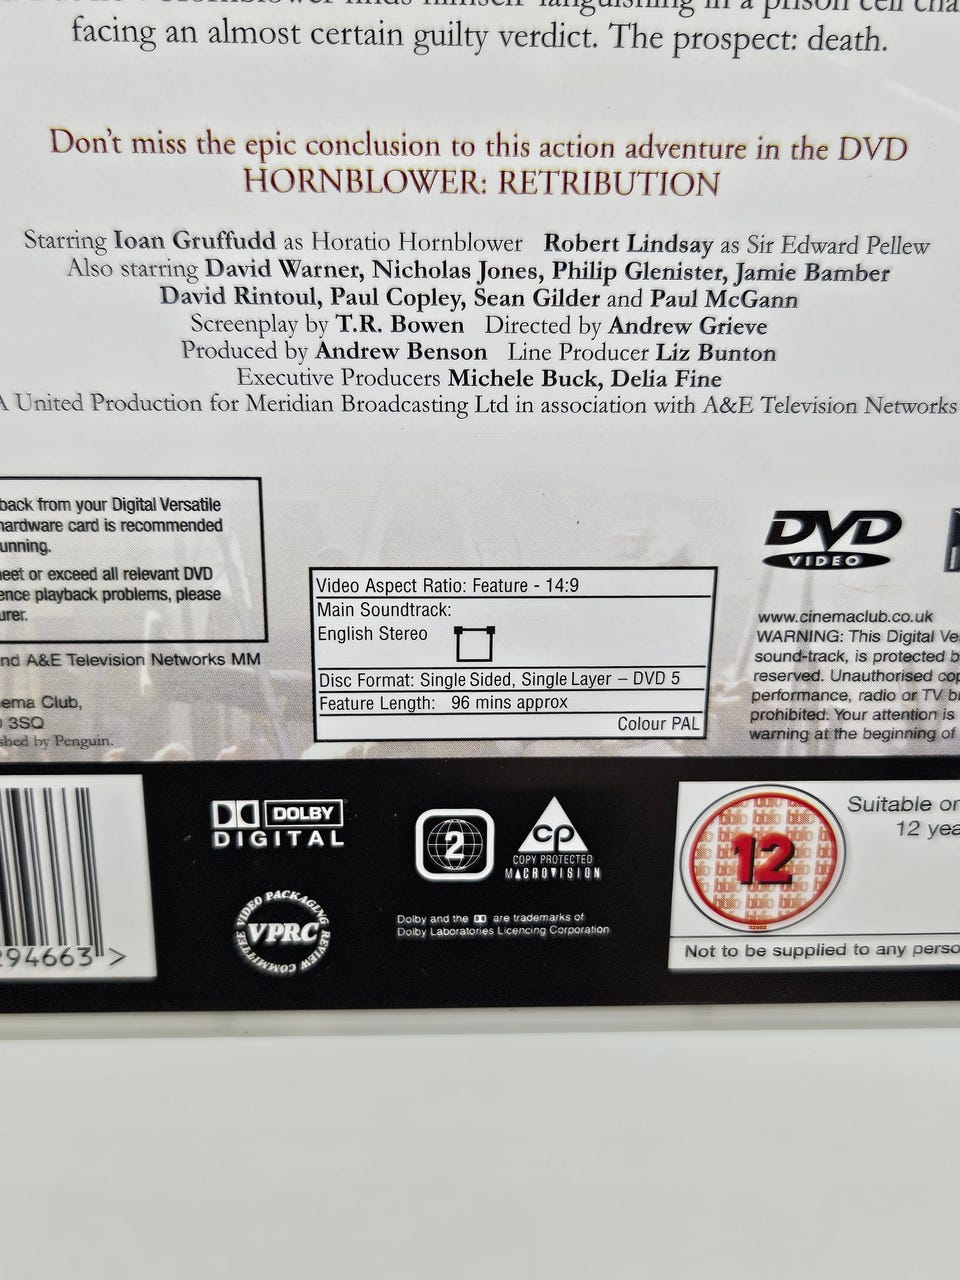 facing an almost certain guilty verdict. The prospect: death.
Don't miss the epic conclusion to this action adventure in the DVD
HORNBLOWER: RETRIBUTION
Starring Ioan Gruffudd as Horatio Hornblower Robert Lindsay as Sir Edward Pellew
Also starring David Warner, Nicholas Jones, Philip Glenister, Jamie Bamber
David Rintoul, Paul Copley, Sean Gilder and Paul McGann
Screenplay by T.R. Bowen Directed by Andrew Grieve
Produced by Andrew Benson Line Producer Liz Bunton
Executive Producers Michele Buck, Delia Fine
A United Production for Meridian Broadcasting Ltd in association with A&E Television Networks
back from your Digital Versatile
hardware card is recommended
unning.
eet or exceed all relevant DVD
ence playback problems, please
urer.
nd A&E Television Networks MM
ema Club,
3SQ
shed by Penguin.
Video Aspect Ratio: Feature - 14:9
Main Soundtrack:
English Stereo
Disc Format: Single Sided, Single Layer – DVD 5
Feature Length: 96 mins approx
Colour PAL
DVD
VIDEO
www.cinemaclub.co.uk
WARNING: This Digital Ve
sound-track, is protected b
reserved. Unauthorised cop
performance, radio or TV br
prohibited. Your attention is
warning at the beginning of
294663 >
DOLBY
DIGITAL
VIDEO PACKAGING REVIEW COMMITTEE
VPRC
2
CP
COPY PROTECTED
MACROVISION
Dolby and the are trademarks of
Dolby Laboratories Licencing Corporation
12
Suitable on
12 yea
Not to be supplied to any perso